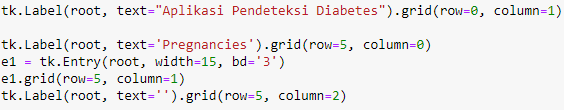 tk.Label(root, text="Aplikasi Pendeteksi Diabetes").grid(row=0, column=1)
tk.Label(root, text='Pregnancies').grid(row=5, column=0)
e1 = tk.Entry(root, width=15, bd='3')
e1.grid(row=5, column=1)
tk.Label(root, text='').grid(row=5, column=2)